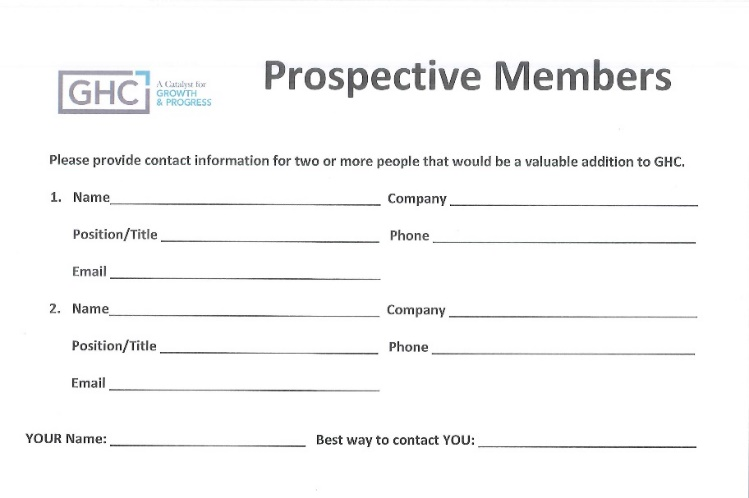 GHC
A Catalyst for
GROWTH
& PROGRESS
Prospective Members
Please provide contact information for two or more people that would be a valuable addition to GHC.
1. Name Company
Position/Title Phone
Email
2. Name Company
Position/Title Phone
Email
YOUR Name: Best way to contact YOU: